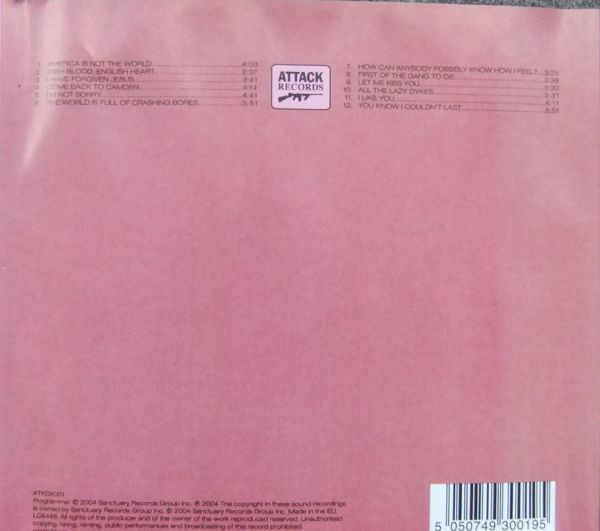 1. AMERICA IS NOT THE WORLD 4:03
2. IRISH BLOOD, ENGLISH HEART 2:37
3. I HAVE FORGIVEN JESUS 3:41
4. COME BACK TO CAMDEN 4:14
5. I'M NOT SORRY 4:41
6. THE WORLD IS FULL OF CRASHING BORES 3:51
ATTACK
RECORDS
7. HOW CAN ANYBODY POSSIBLY KNOW HOW I FEEL? 3:25
8. FIRST OF THE GANG TO DIE 3:38
9. LET ME KISS YOU 3:30
10. ALL THE LAZY DYKES 3:31
11. I LIKE YOU 4:11
12. YOU KNOW I COULDN'T LAST 5:51
ATKDX001
Programme: © 2004 Sanctuary Records Group Inc. ℗ 2004 The copyright in these sound recordings
is owned by Sanctuary Records Group Inc. © 2004 Sanctuary Records Group Inc. Made in the EU.
LC6448. All rights of the producer and of the owner of the work reproduced reserved. Unauthorised
copying, hiring, renting, public performances and broadcasting of this record prohibited.
5 050749 300195